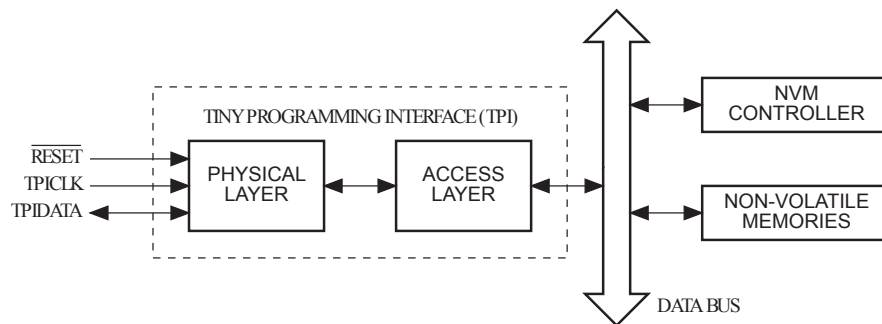 TINY PROGRAMMING INTERFACE (TPI)
RESET
TPICLK
TPIDATA
PHYSICAL
LAYER
ACCESS
LAYER
NVM
CONTROLLER
NON-VOLATILE
MEMORIES
DATA BUS